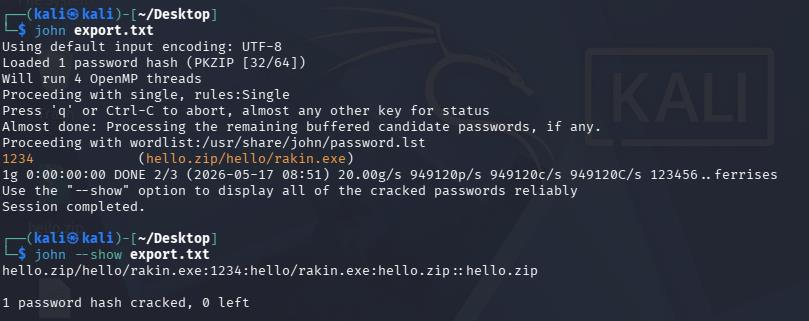 ┌──(kali㉿kali)-[~/Desktop]
└─$ john export.txt
Using default input encoding: UTF-8
Loaded 1 password hash (PKZIP [32/64])
Will run 4 OpenMP threads
Proceeding with single, rules:Single
Press 'q' or Ctrl-C to abort, almost any other key for status
Almost done: Processing the remaining buffered candidate passwords, if any.
Proceeding with wordlist:/usr/share/john/password.lst
1234             (hello.zip/hello/rakin.exe)
1g 0:00:00:00 DONE 2/3 (2026-05-17 08:51) 20.00g/s 949120p/s 949120c/s 949120C/s 123456..ferrises
Use the "--show" option to display all of the cracked passwords reliably
Session completed.
┌──(kali㉿kali)-[~/Desktop]
└─$ john --show export.txt
hello.zip/hello/rakin.exe:1234:hello/rakin.exe:hello.zip::hello.zip
1 password hash cracked, 0 left
KALI